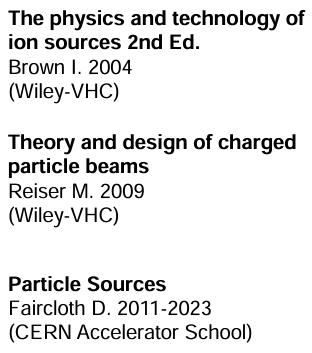 The physics and technology of
ion sources 2nd Ed.
Brown I. 2004
(Wiley-VHC)
Theory and design of charged
particle beams
Reiser M. 2009
(Wiley-VHC)
Particle Sources
Faircloth D. 2011-2023
(CERN Accelerator School)